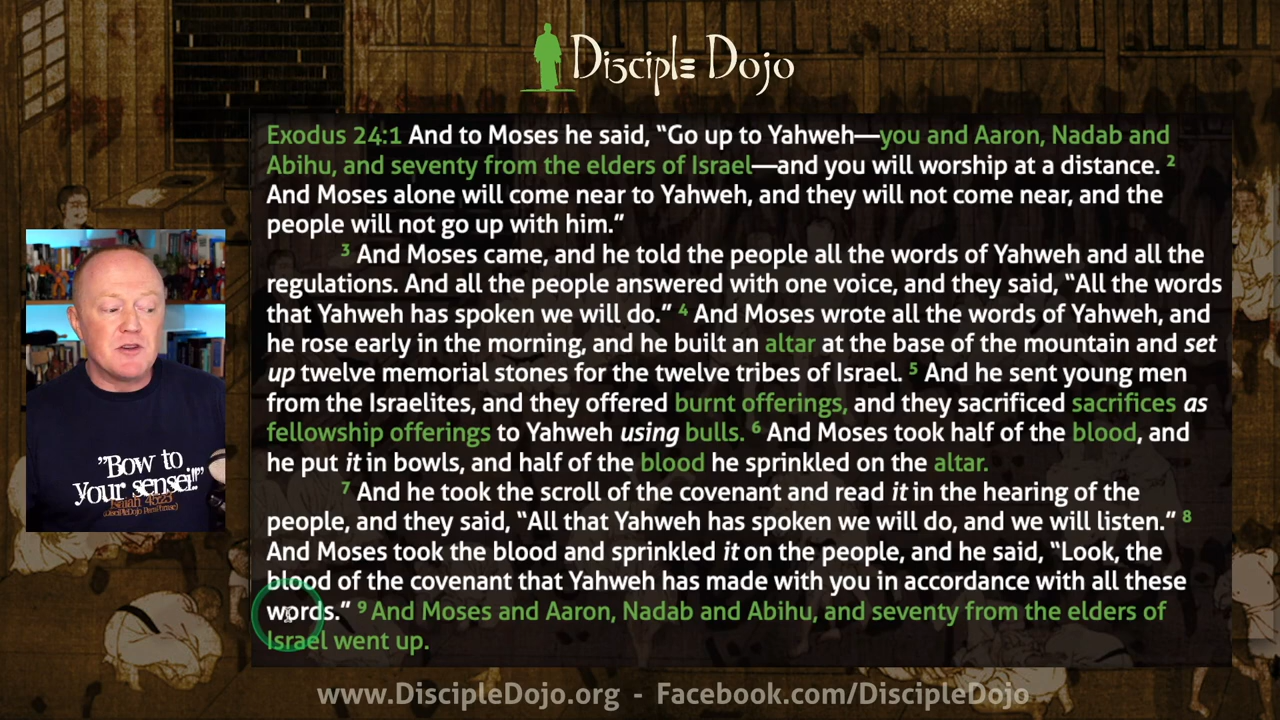 Disciple Dojo
Exodus 24:1 And to Moses he said, “Go up to Yahweh—you and Aaron, Nadab and
Abihu, and seventy from the elders of Israel—and you will worship at a distance. 2
And Moses alone will come near to Yahweh, and they will not come near, and the
people will not go up with him.”
3 And Moses came, and he told the people all the words of Yahweh and all the
regulations. And all the people answered with one voice, and they said, “All the words
that Yahweh has spoken we will do.” 4 And Moses wrote all the words of Yahweh, and
he rose early in the morning, and he built an altar at the base of the mountain and set
up twelve memorial stones for the twelve tribes of Israel. 5 And he sent young men
from the Israelites, and they offered burnt offerings, and they sacrificed sacrifices as
fellowship offerings to Yahweh using bulls. 6 And Moses took half of the blood, and
he put it in bowls, and half of the blood he sprinkled on the altar.
7 And he took the scroll of the covenant and read it in the hearing of the
people, and they said, “All that Yahweh has spoken we will do, and we will listen.” 8
And Moses took the blood and sprinkled it on the people, and he said, “Look, the
blood of the covenant that Yahweh has made with you in accordance with all these
words.” 9 And Moses and Aaron, Nadab and Abihu, and seventy from the elders of
Israel went up.
"Bow to
your sensei!"
Isaiah 45:23
(DiscipleDojo Paraphrase)
www.DiscipleDojo.org - Facebook.com/DiscipleDojo